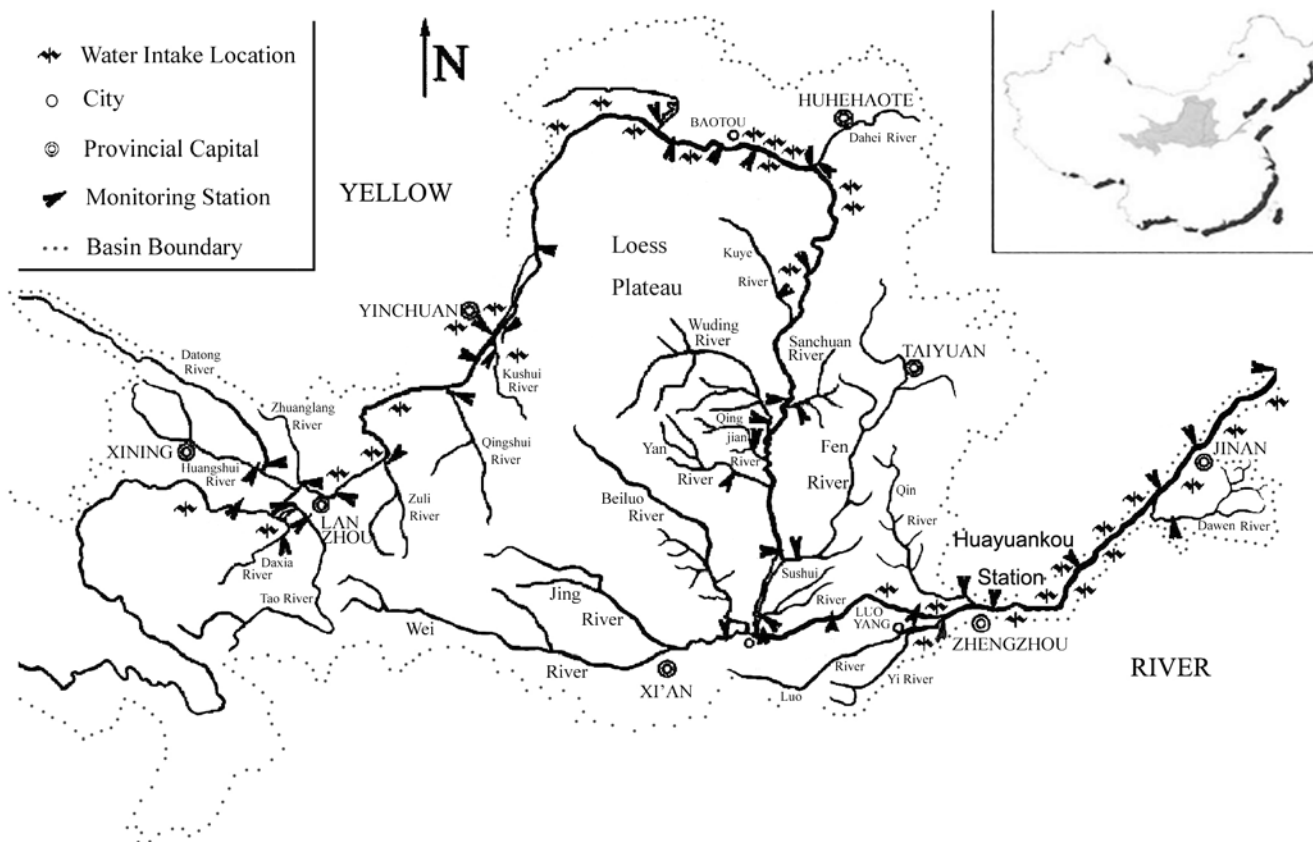 Water Intake Location
City
Provincial Capital
Monitoring Station
Basin Boundary
N
YELLOW
HUHEHAOTE
BAOTOU
Dahei River
Loess
Plateau
Kuye
River
YINCHUAN
Kushui
River
Wuding
River
Sanchuan
River
TAIYUAN
Datong
River
Zhuanglang
River
XINING
Huangshui
River
Qingshui
River
LAN
ZHOU
Zuli
River
Daxia
River
Tao River
Qing
jian
River
Yan
River
Fen
River
Beiluo
River
Qin
River
Huayuankou
Station
JINAN
Dawen River
Sushui
River
Jing
River
Wei
River
XI'AN
LUO
YANG
ZHENGZHOU
River
Luo
Yi River
RIVER